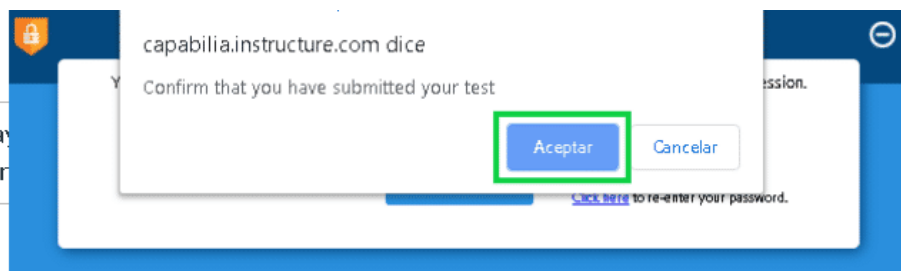 capabilia.instructure.com dice
Confirm that you have submitted your test
Aceptar
Cancelar
Click here to re-enter your password.